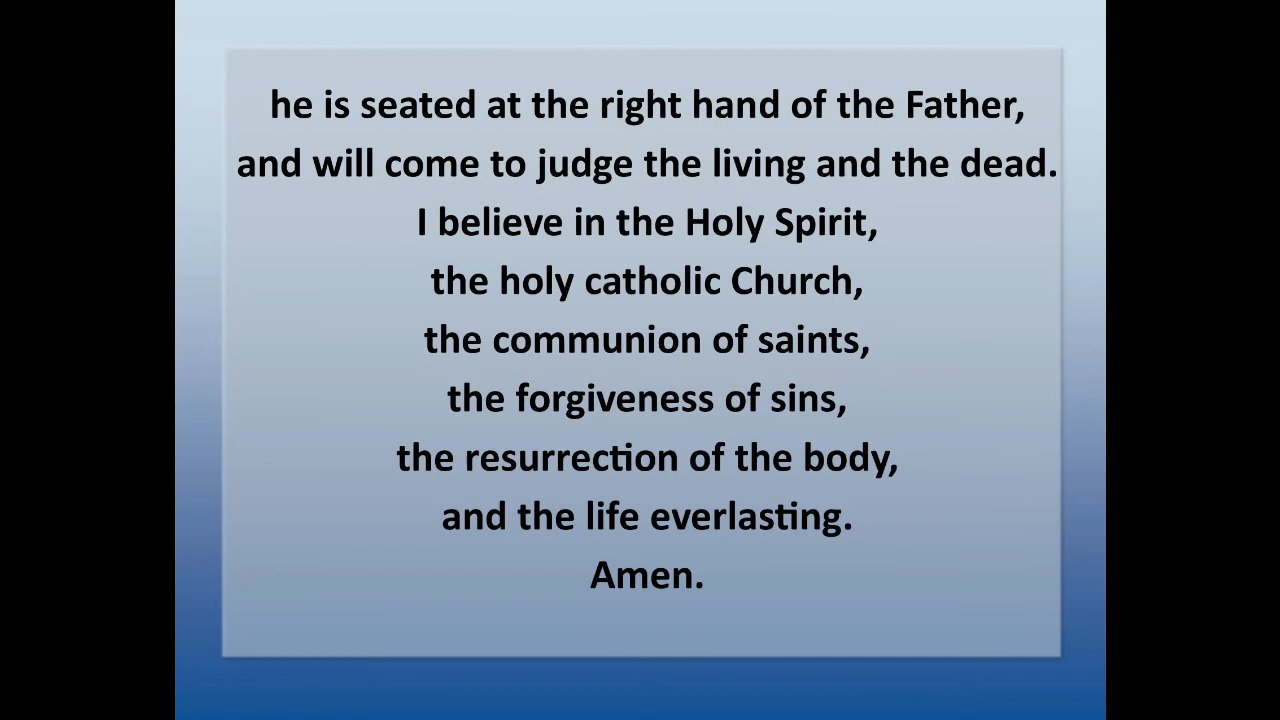 he is seated at the right hand of the Father,
and will come to judge the living and the dead.
I believe in the Holy Spirit,
the holy catholic Church,
the communion of saints,
the forgiveness of sins,
the resurrection of the body,
and the life everlasting.
Amen.